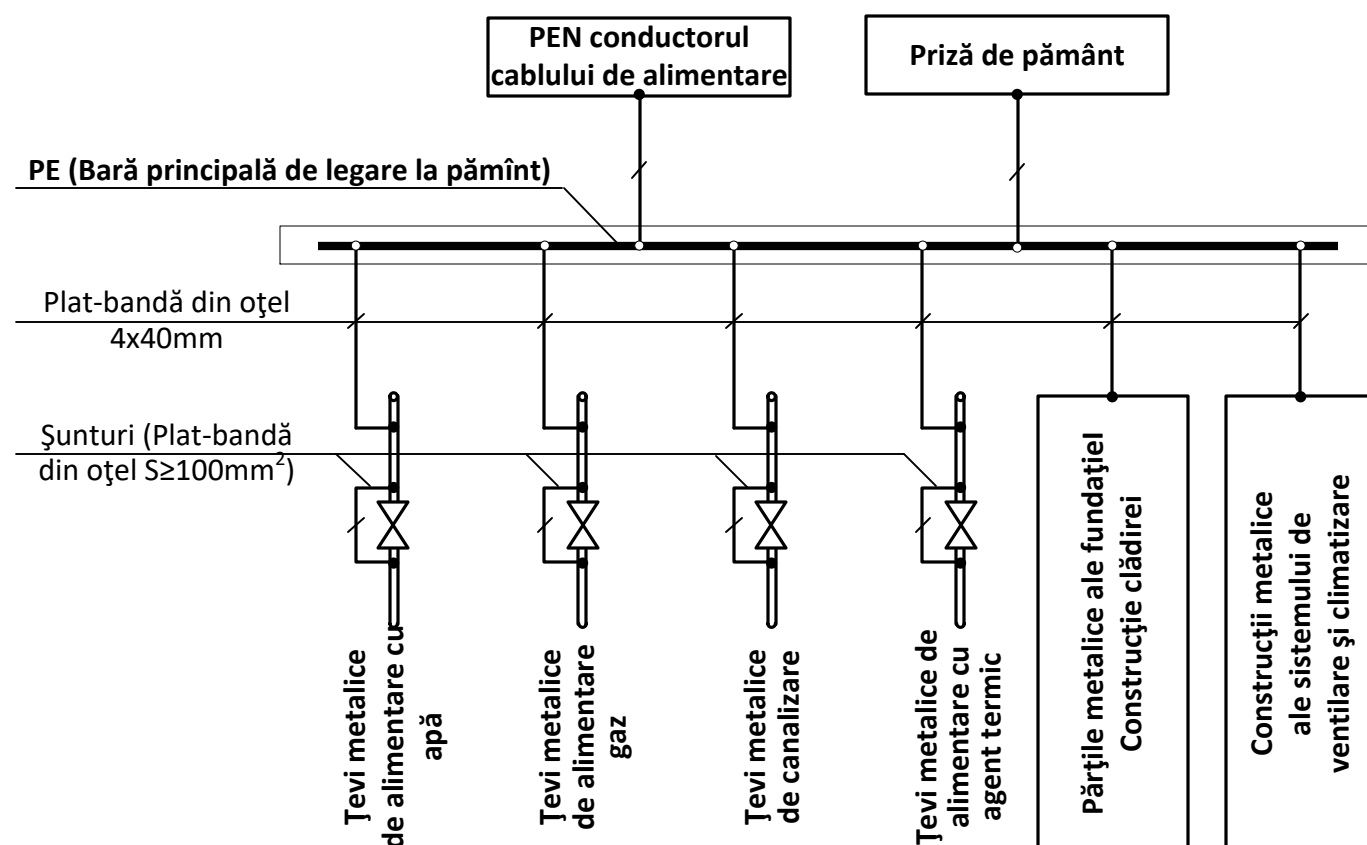 PEN conductorul
cablului de alimentare
Priză de pământ
PE (Bară principală de legare la pămînt)
Plat-bandă din oţel
4x40mm
Şunturi (Plat-bandă
din oţel S≥100mm²)
Ţevi metalice
de alimentare cu
apă
Ţevi metalice
de alimentare
gaz
Ţevi metalice
de canalizare
Ţevi metalice de
alimentare cu
agent termic
Părţile metalice ale fundaţiel
Construcţie clădirei
Construcţii metalice
ale sistemului de
ventilare şi climatizare